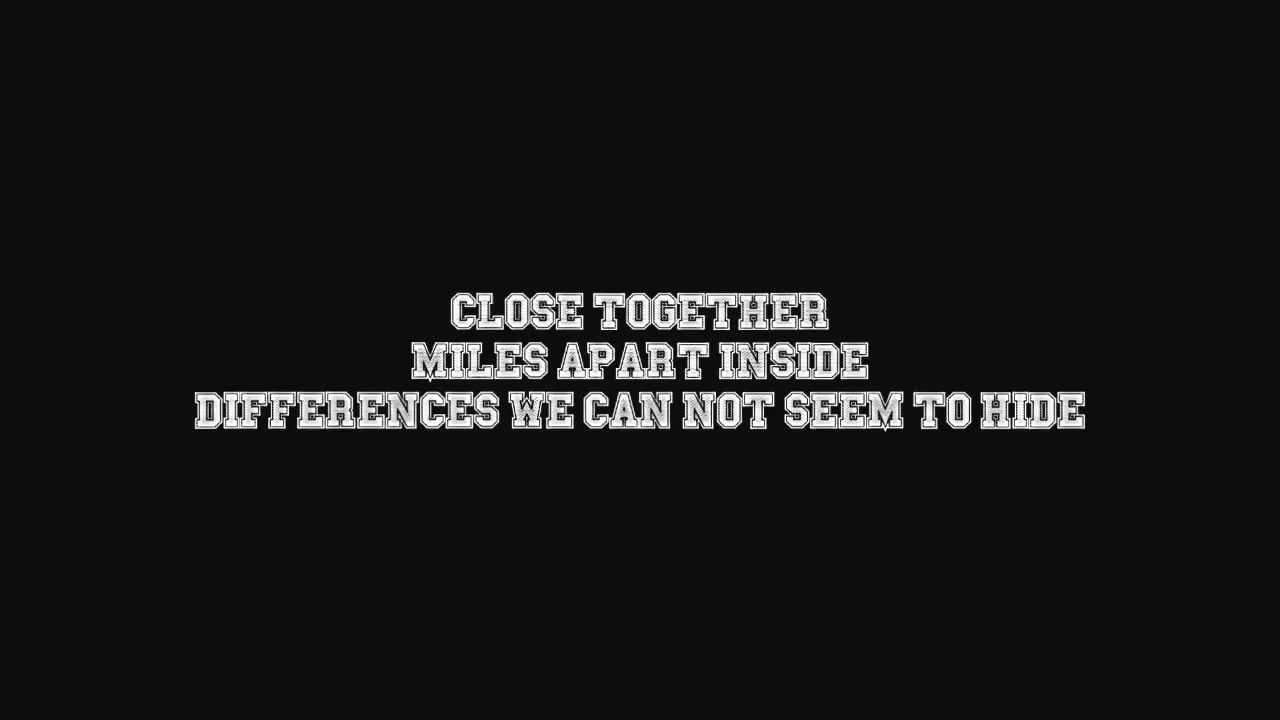 CLOSE TOGETHER
MILES APART INSIDE
DIFFERENCES WE CAN NOT SEEM TO HIDE